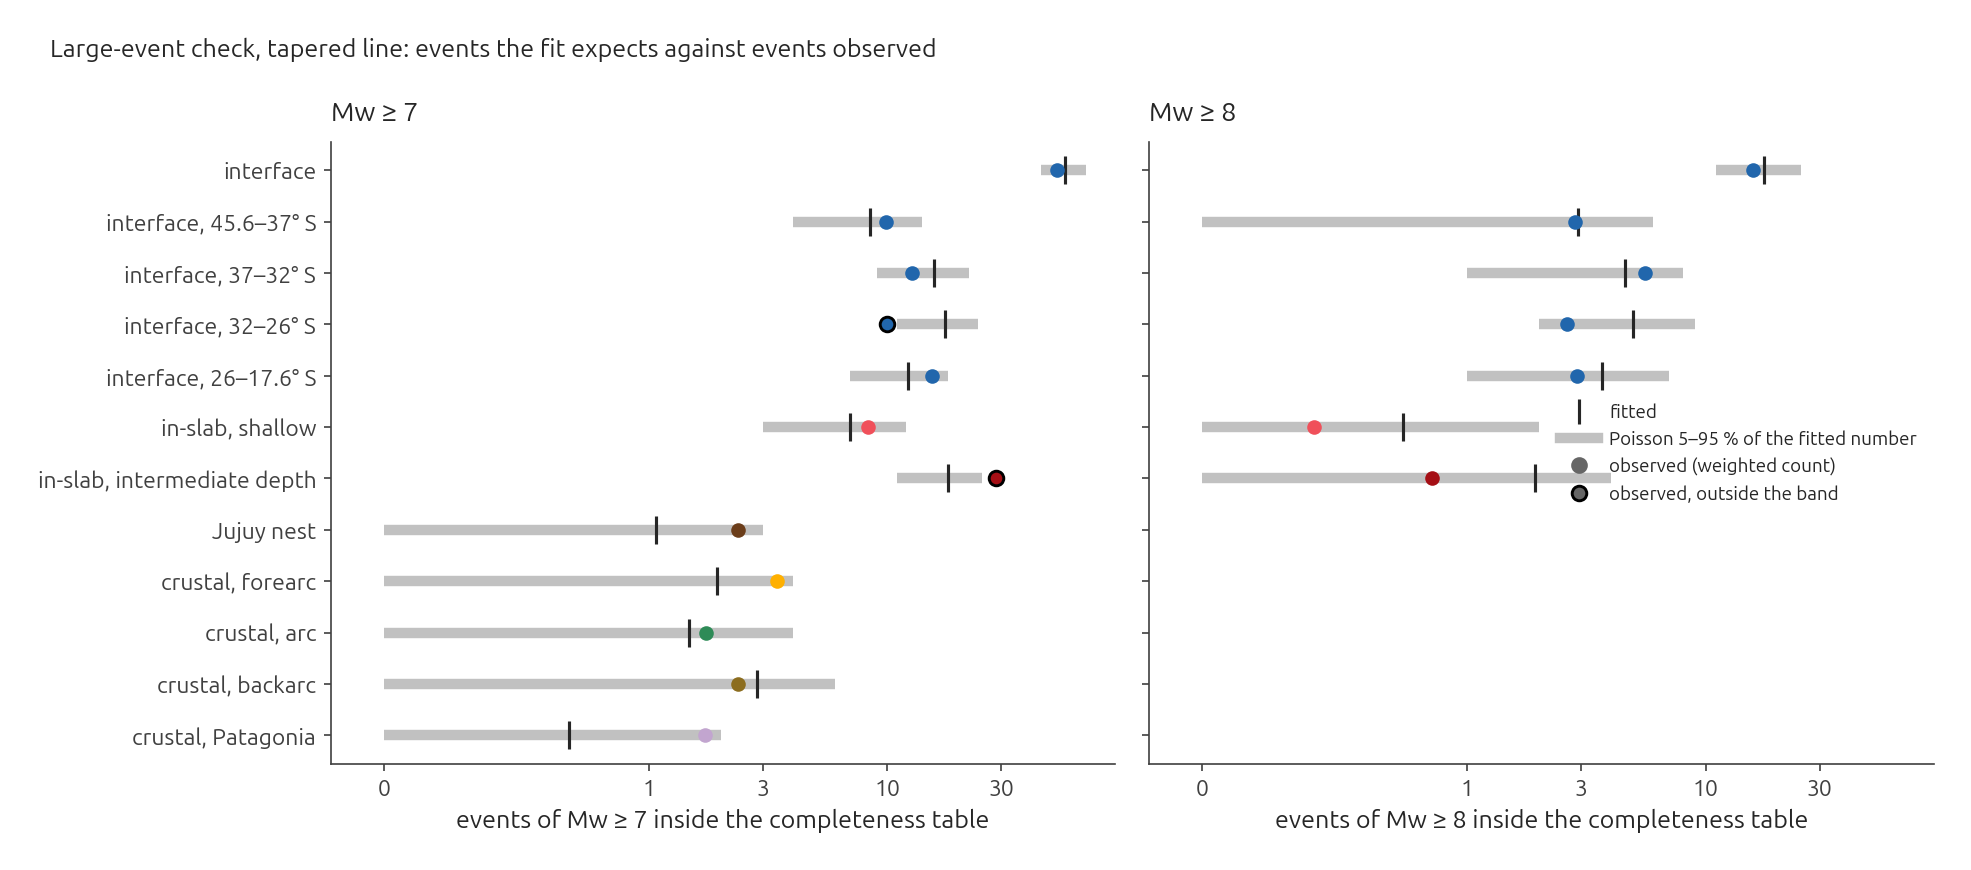 Large-event check, tapered line: events the fit expects against events observed
Mw ≥ 7
Mw ≥ 8
interface
interface, 45.6–37° S
interface, 37–32° S
interface, 32–26° S
interface, 26–17.6° S
in-slab, shallow
in-slab, intermediate depth
Jujuy nest
crustal, forearc
crustal, arc
crustal, backarc
crustal, Patagonia
fitted
Poisson 5–95 % of the fitted number
observed (weighted count)
observed, outside the band
0 1 3 10 30
0 1 3 10 30
events of Mw ≥ 7 inside the completeness table
events of Mw ≥ 8 inside the completeness table